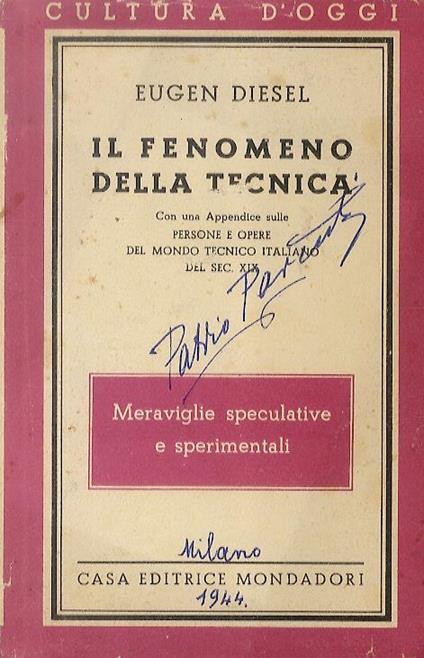 CULTURA D'OGGI
EUGEN DIESEL
IL FENOMENO
DELLA TECNICA
Con una Appendice sulle
PERSONE E OPERE
DEL MONDO TECNICO ITALIANO
DEL SEC. XIX
Meraviglie speculative
e sperimentali
Milano
CASA EDITRICE MONDADORI
1944.